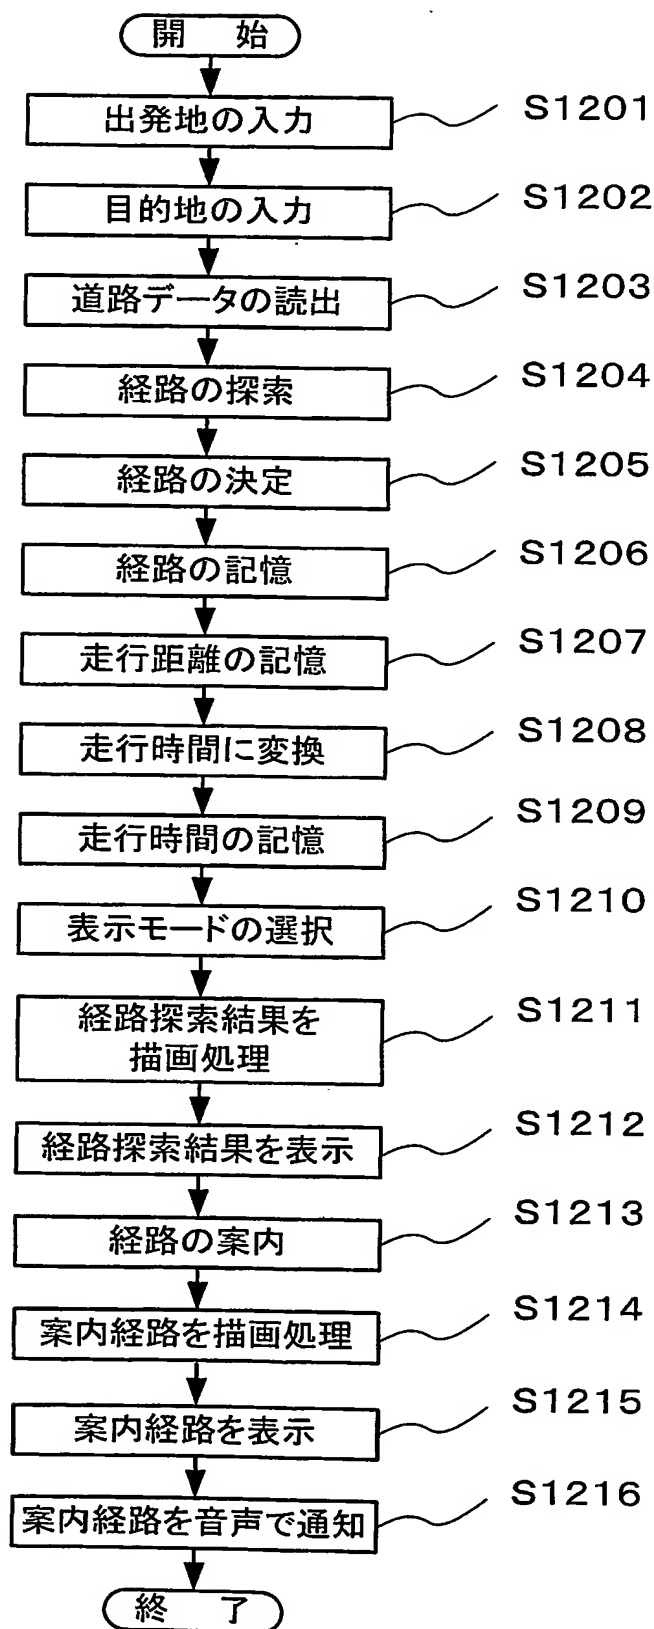 開 始
出発地の入力 S1201
目的地の入力 S1202
道路データの読出 S1203
経路の探索 S1204
経路の決定 S1205
経路の記憶 S1206
走行距離の記憶 S1207
走行時間に変換 S1208
走行時間の記憶 S1209
表示モードの選択 S1210
経路探索結果を S1211
描画処理
経路探索結果を表示 S1212
経路の案内 S1213
案内経路を描画処理 S1214
案内経路を表示 S1215
案内経路を音声で通知 S1216
終 了